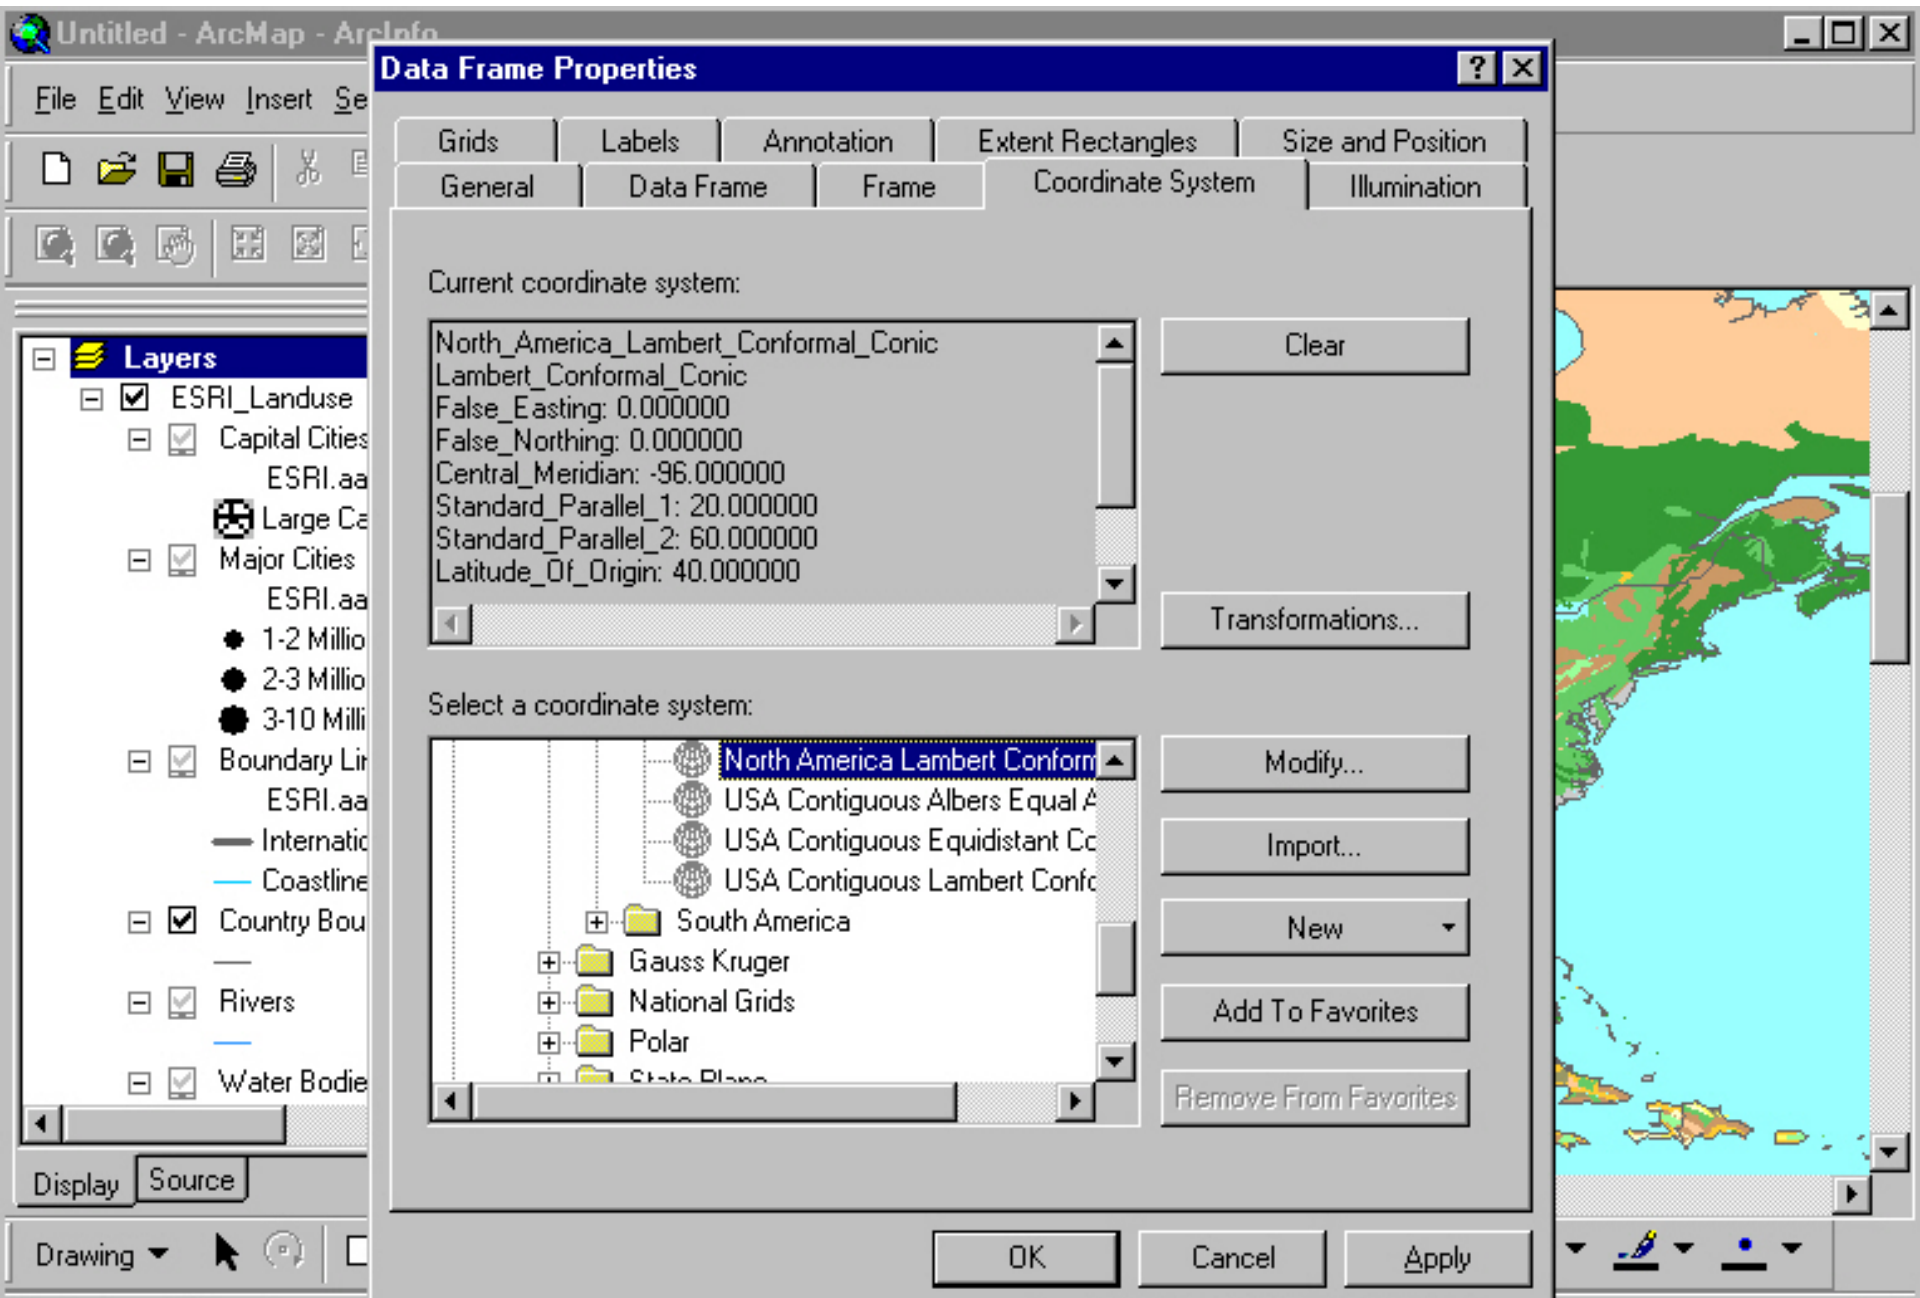 Untitled - ArcMap - ArcInfo
File Edit View Insert Se
Layers
ESRI_Landuse
Capital Cities
ESRI.aa
Large Ca
Major Cities
ESRI.aa
1-2 Millio
2-3 Millio
3-10 Milli
Boundary Lir
ESRI.aa
Internatio
Coastline
Country Bou
Rivers
Water Bodie
Display Source
Drawing
Data Frame Properties
Grids Labels Annotation Extent Rectangles Size and Position
General Data Frame Frame Coordinate System Illumination
Current coordinate system:
North_America_Lambert_Conformal_Conic
Lambert_Conformal_Conic
False_Easting: 0.000000
False_Northing: 0.000000
Central_Meridian: -96.000000
Standard_Parallel_1: 20.000000
Standard_Parallel_2: 60.000000
Latitude_Of_Origin: 40.000000
Clear
Transformations...
Select a coordinate system:
North America Lambert Conform
USA Contiguous Albers Equal A
USA Contiguous Equidistant Co
USA Contiguous Lambert Confo
South America
Gauss Kruger
National Grids
Polar
State Plane
Modify...
Import...
New
Add To Favorites
Remove From Favorites
OK Cancel Apply